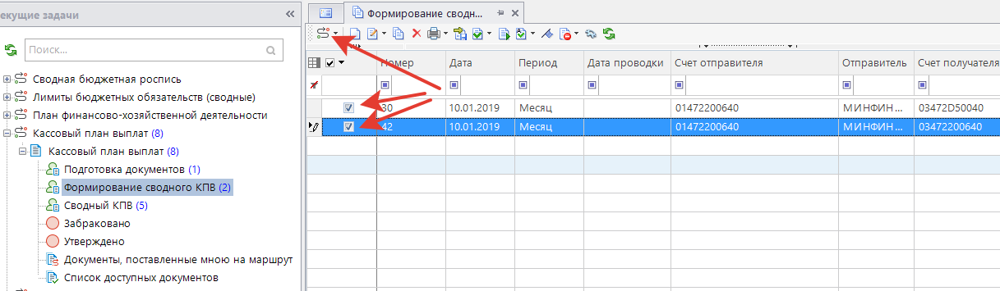 екущие задачи
Поиск...
Сводная бюджетная роспись
Лимиты бюджетных обязательств (сводные)
План финансово-хозяйственной деятельности
Кассовый план выплат (8)
Кассовый план выплат (8)
Подготовка документов (1)
Формирование сводного КПВ (2)
Сводный КПВ (5)
Забраковано
Утверждено
Документы, поставленные мною на маршрут
Список доступных документов
Формирование сводн...
Номер Дата Период Дата проводки Счет отправителя Отправитель Счет получателя
30 10.01.2019 Месяц 01472200640 МИНФИН ... 03472D50040
42 10.01.2019 Месяц 01472200640 МИНФИН ... 03472200640